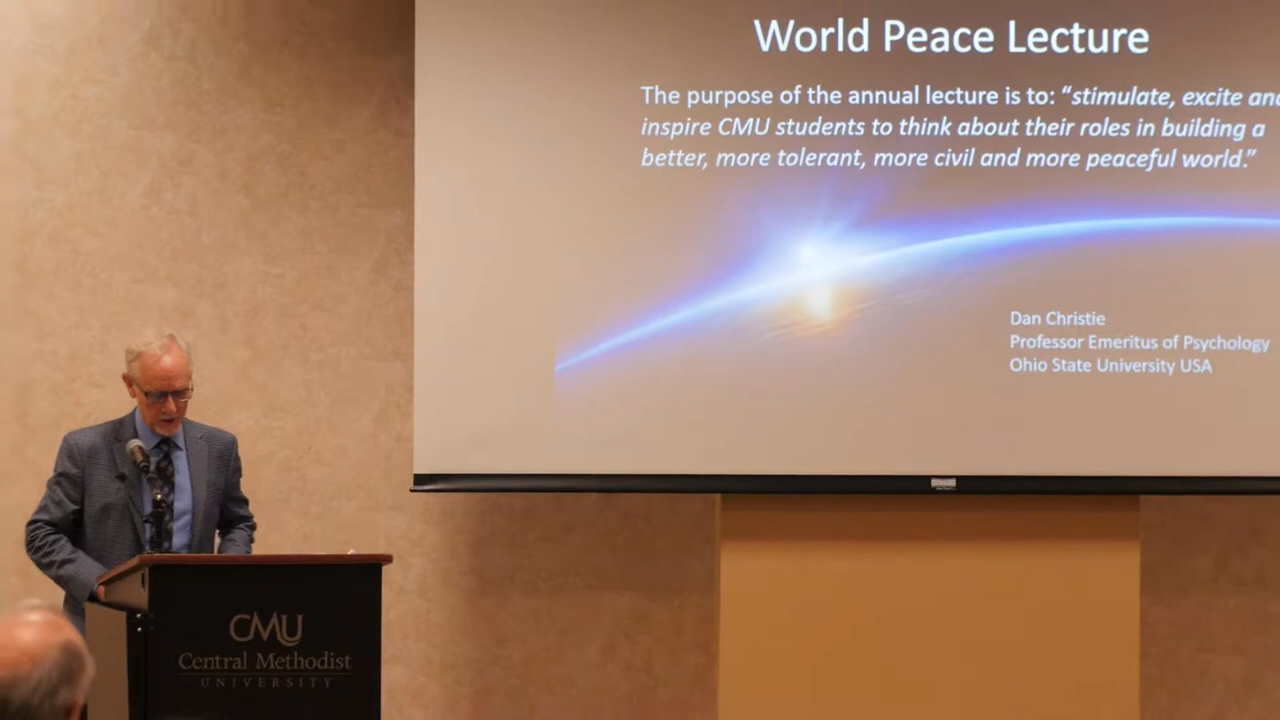 World Peace Lecture
The purpose of the annual lecture is to: “stimulate, excite and
inspire CMU students to think about their roles in building a
better, more tolerant, more civil and more peaceful world.”
Dan Christie
Professor Emeritus of Psychology
Ohio State University USA
CMU
Central Methodist
UNIVERSITY